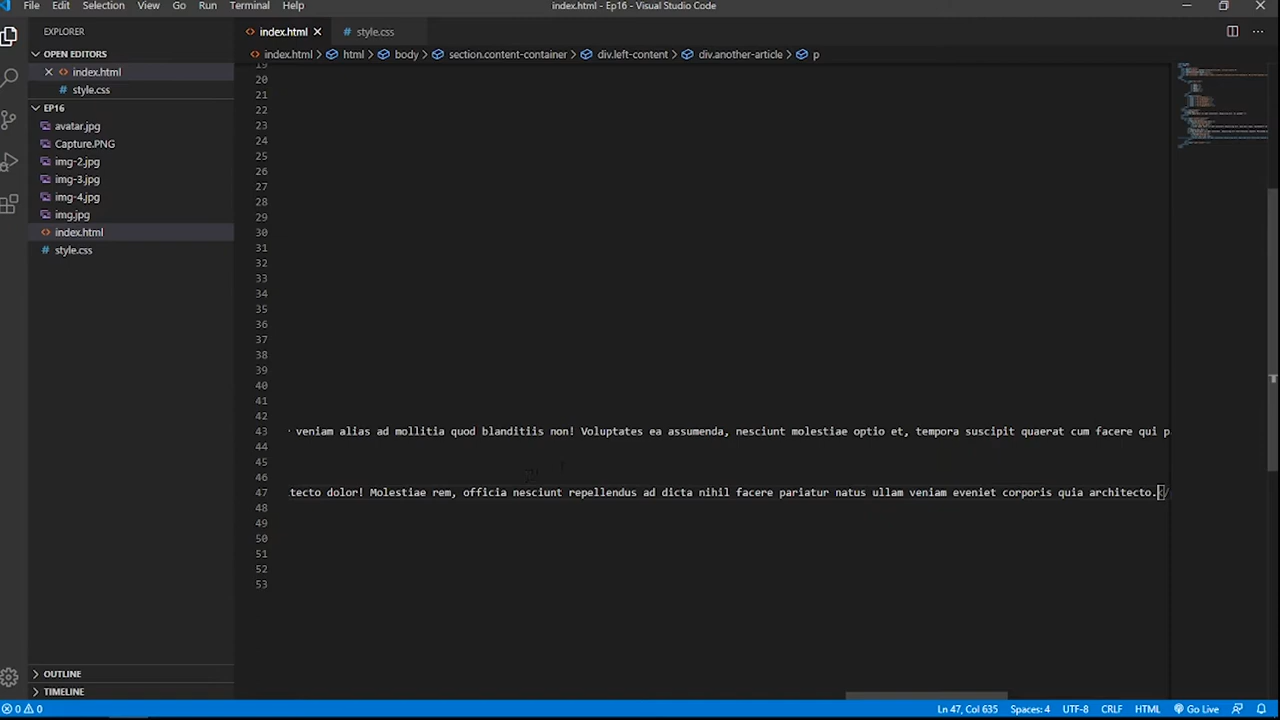 File Edit Selection View Go Run Terminal Help index.html - Ep16 - Visual Studio Code
EXPLORER
index.html
style.css
OPEN EDITORS
index.html > html > body > section.content-container > div.left-content > div.another-article > p
index.html
style.css
EP16
avatar.jpg
Capture.PNG
img-2.jpg
img-3.jpg
img-4.jpg
img.jpg
index.html
style.css
19
20
21
22
23
24
25
26
27
28
29
30
31
32
33
34
35
36
37
38
39
40
41
42
43 veniam alias ad mollitia quod blanditiis non! Voluptates ea assumenda, nesciunt molestiae optio et, tempora suscipit quaerat cum facere qui p
44
45
46
47 tecto dolor! Molestiae rem, officia nesciunt repellendus ad dicta nihil facere pariatur natus ullam veniam eveniet corporis quia architecto.</
48
49
50
51
52
53
OUTLINE
TIMELINE
0 0 Ln 47, Col 635 Spaces: 4 UTF-8 CRLF HTML Go Live